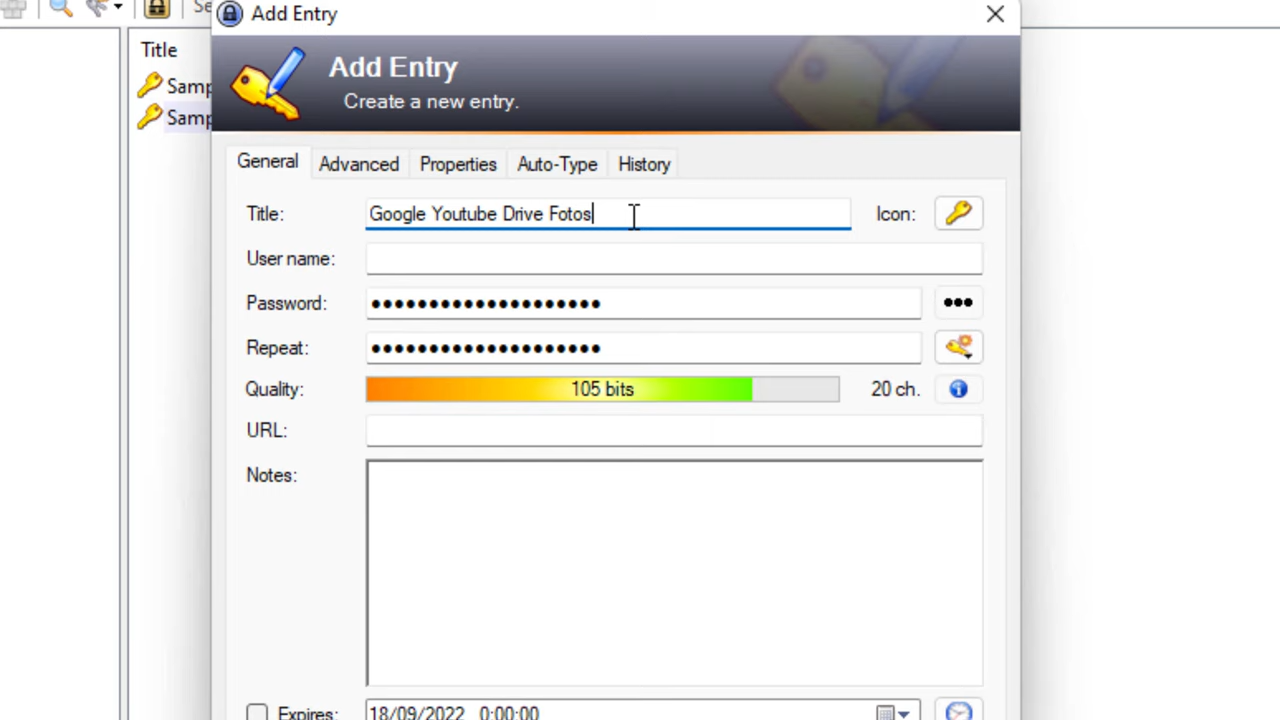 Add Entry
Title
Add Entry
Create a new entry.
General Advanced Properties Auto-Type History
Title: Google Youtube Drive Fotos Icon:
User name:
Password: ●●●●●●●●●●●●●●●●●●●● ●●●
Repeat: ●●●●●●●●●●●●●●●●●●●●
Quality: 105 bits 20 ch.
URL:
Notes:
Expires: 18/09/2022 0:00:00